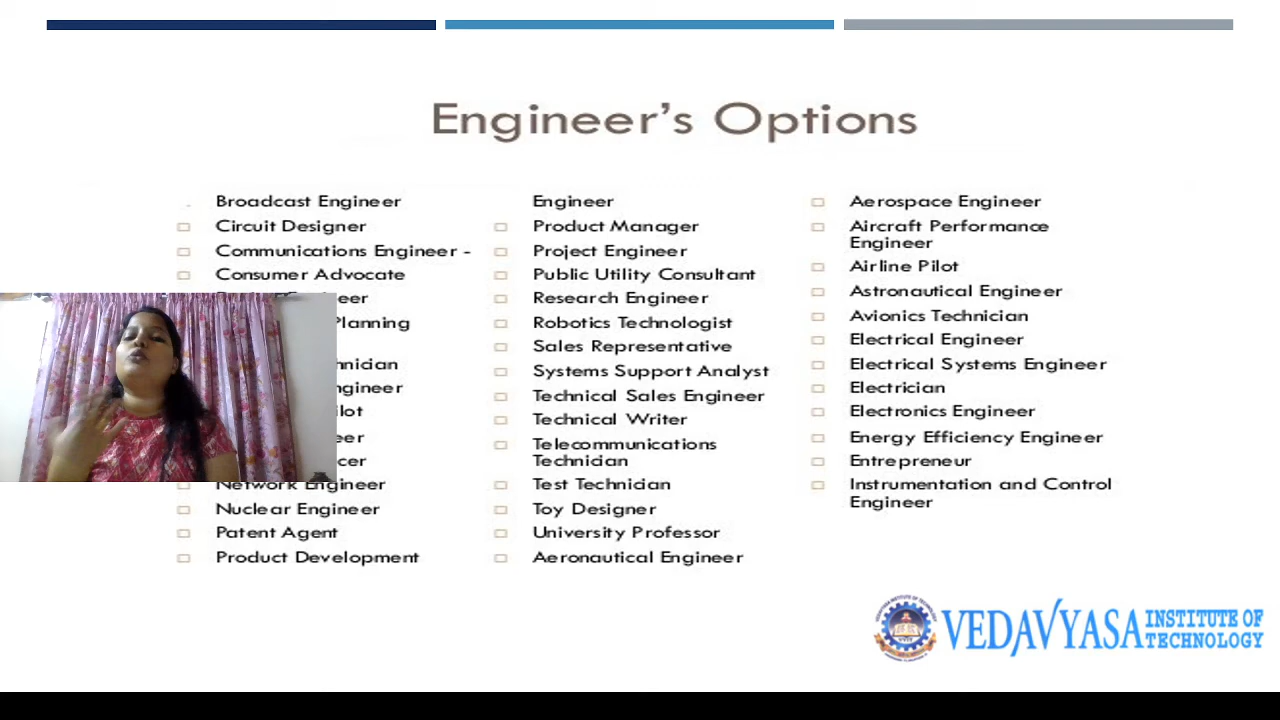 Engineer's Options
Broadcast Engineer
Circuit Designer
Communications Engineer -
Consumer Advocate
Planning
Network Engineer
Nuclear Engineer
Patent Agent
Product Development
Engineer
Product Manager
Project Engineer
Public Utility Consultant
Research Engineer
Robotics Technologist
Sales Representative
Systems Support Analyst
Technical Sales Engineer
Technical Writer
Telecommunications
Technician
Test Technician
Toy Designer
University Professor
Aeronautical Engineer
Aerospace Engineer
Aircraft Performance
Engineer
Airline Pilot
Astronautical Engineer
Avionics Technician
Electrical Engineer
Electrical Systems Engineer
Electrician
Electronics Engineer
Energy Efficiency Engineer
Entrepreneur
Instrumentation and Control
Engineer
VEDAVYASA INSTITUTE OF
TECHNOLOGY